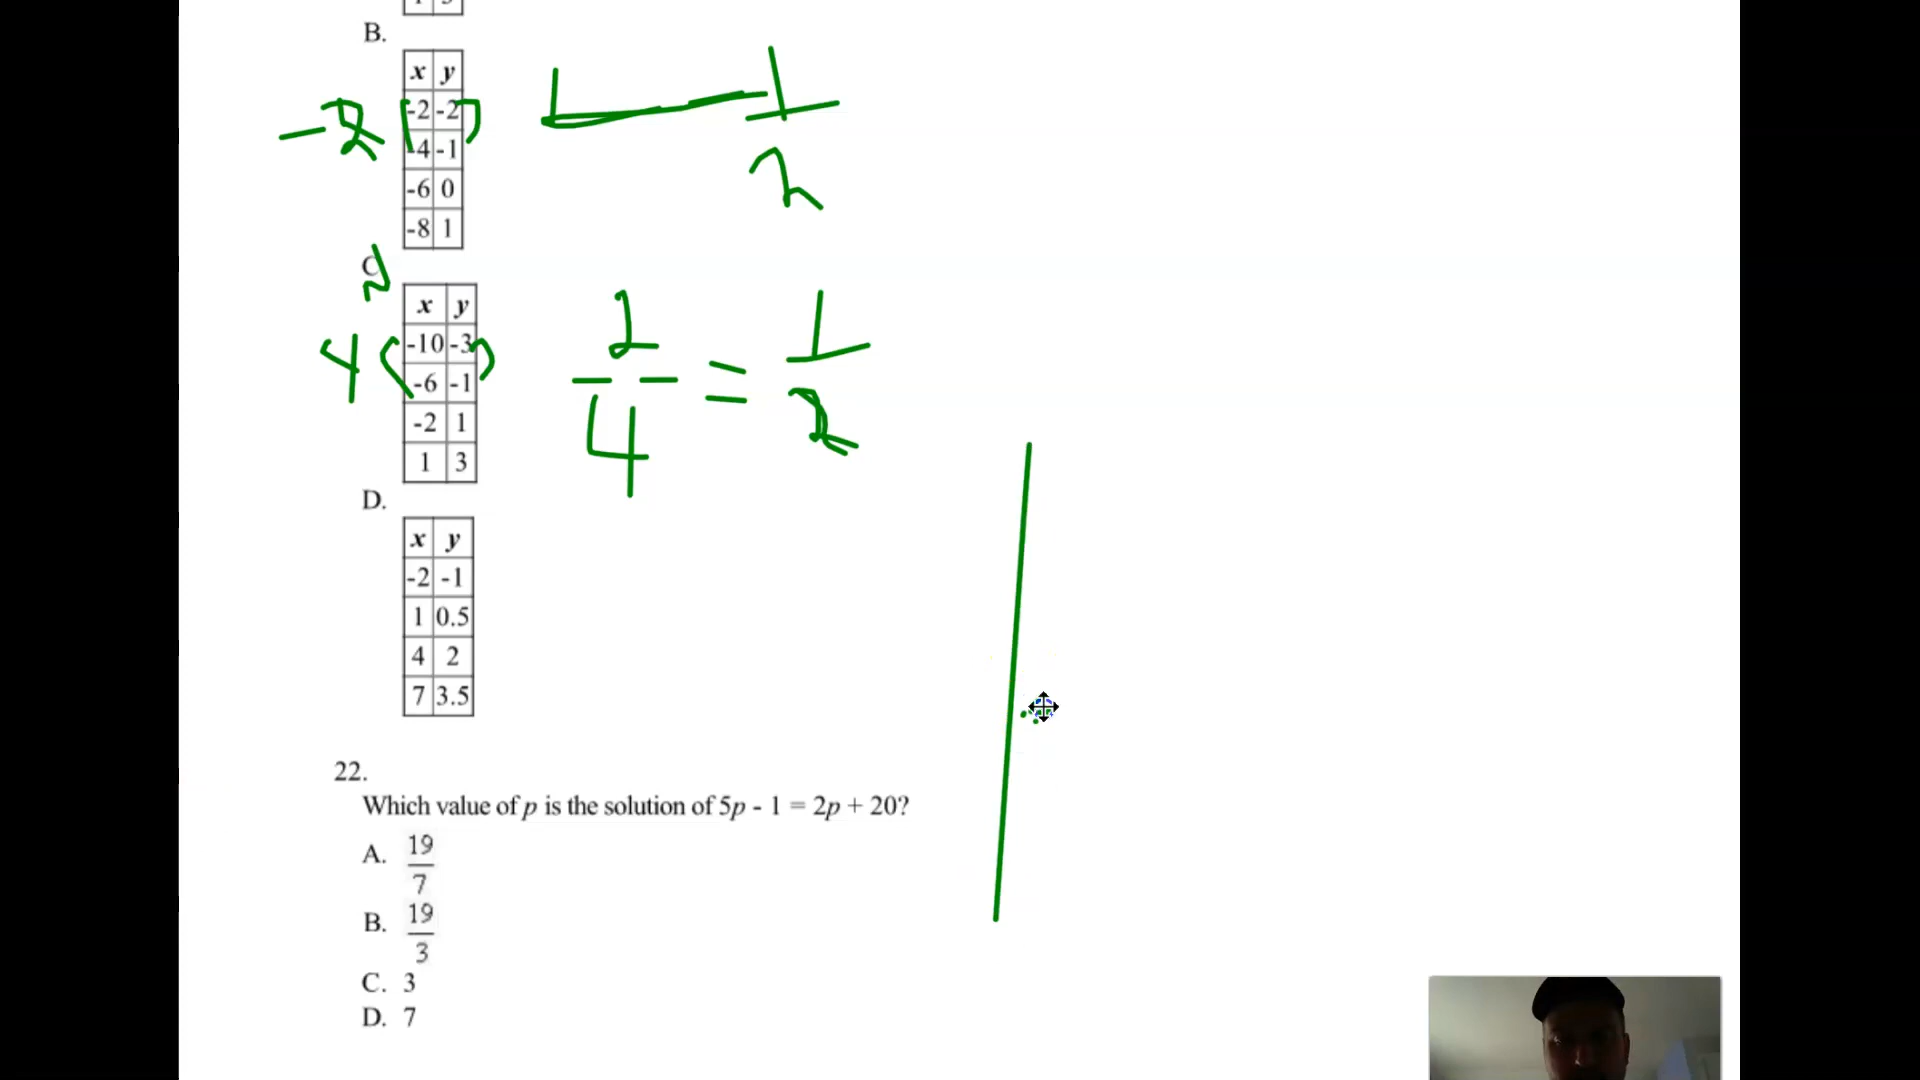 B.
x y
-2 -2
-4 -1
-6 0
-8 1
-2
1
1
2
C
2
x y
-10 -3
-6 -1
-2 1
1 3
4
2
4
=
1
2
D.
x y
-2 -1
1 0.5
4 2
7 3.5
22.
Which value of p is the solution of 5p - 1 = 2p + 20?
A. 19/7
B. 19/3
C. 3
D. 7